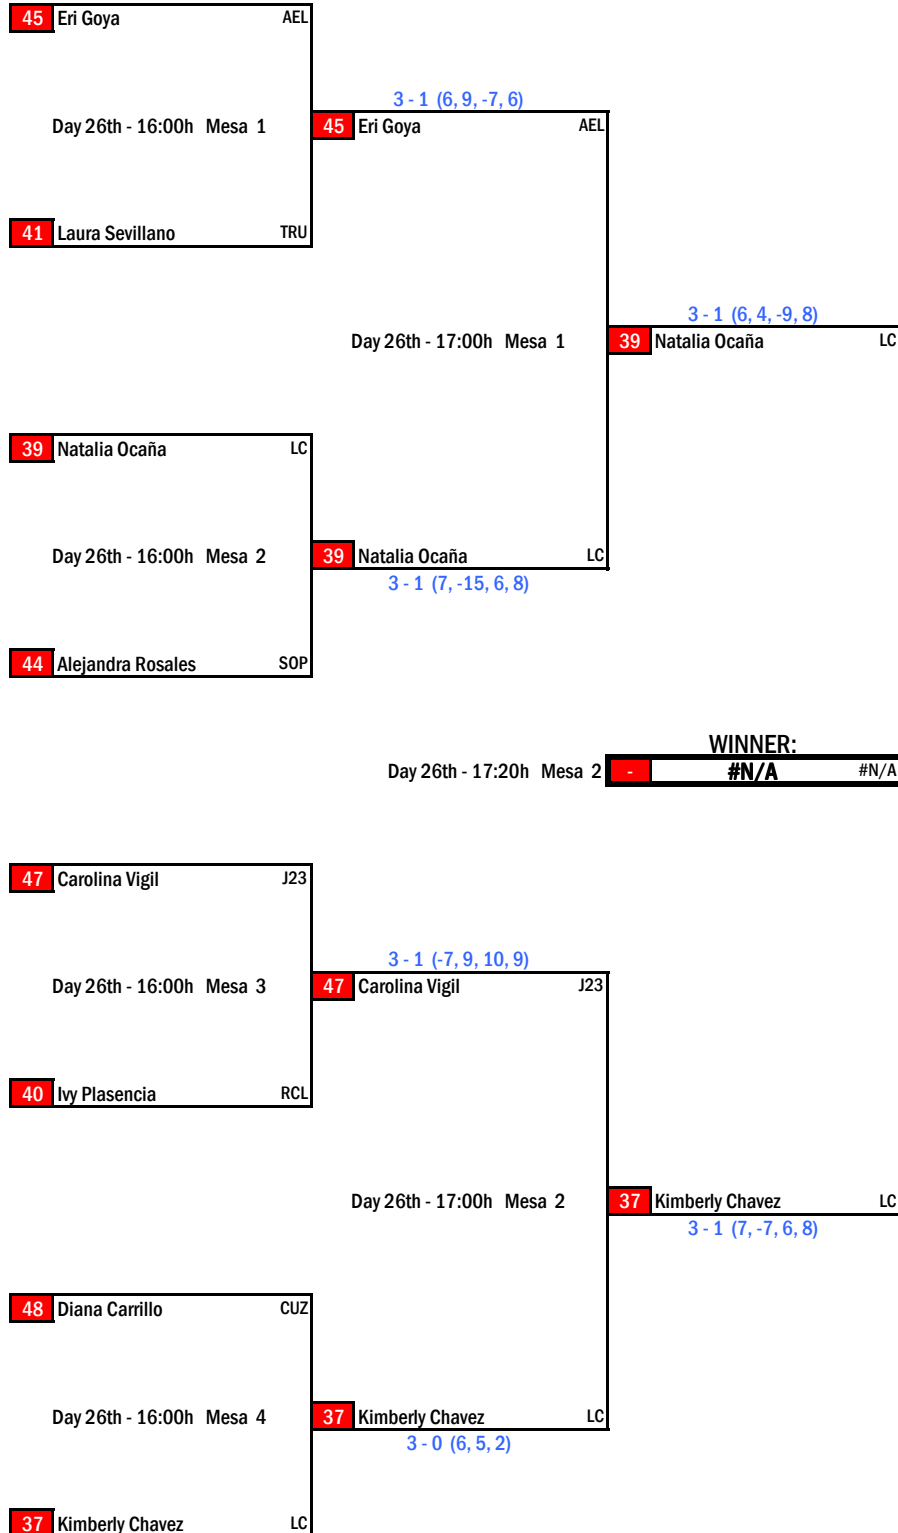 45 Eri Goya AEL
3 - 1 (6, 9, -7, 6)
Day 26th - 16:00h Mesa 1 45 Eri Goya AEL
41 Laura Sevillano TRU
3 - 1 (6, 4, -9, 8)
Day 26th - 17:00h Mesa 1 39 Natalia Ocaña LC
39 Natalia Ocaña LC
Day 26th - 16:00h Mesa 2 39 Natalia Ocaña LC
3 - 1 (7, -15, 6, 8)
44 Alejandra Rosales SOP
WINNER:
Day 26th - 17:20h Mesa 2 - #N/A #N/A
47 Carolina Vigil J23
3 - 1 (-7, 9, 10, 9)
Day 26th - 16:00h Mesa 3 47 Carolina Vigil J23
40 Ivy Plasencia RCL
Day 26th - 17:00h Mesa 2 37 Kimberly Chavez LC
3 - 1 (7, -7, 6, 8)
48 Diana Carrillo CUZ
Day 26th - 16:00h Mesa 4 37 Kimberly Chavez LC
3 - 0 (6, 5, 2)
37 Kimberly Chavez LC